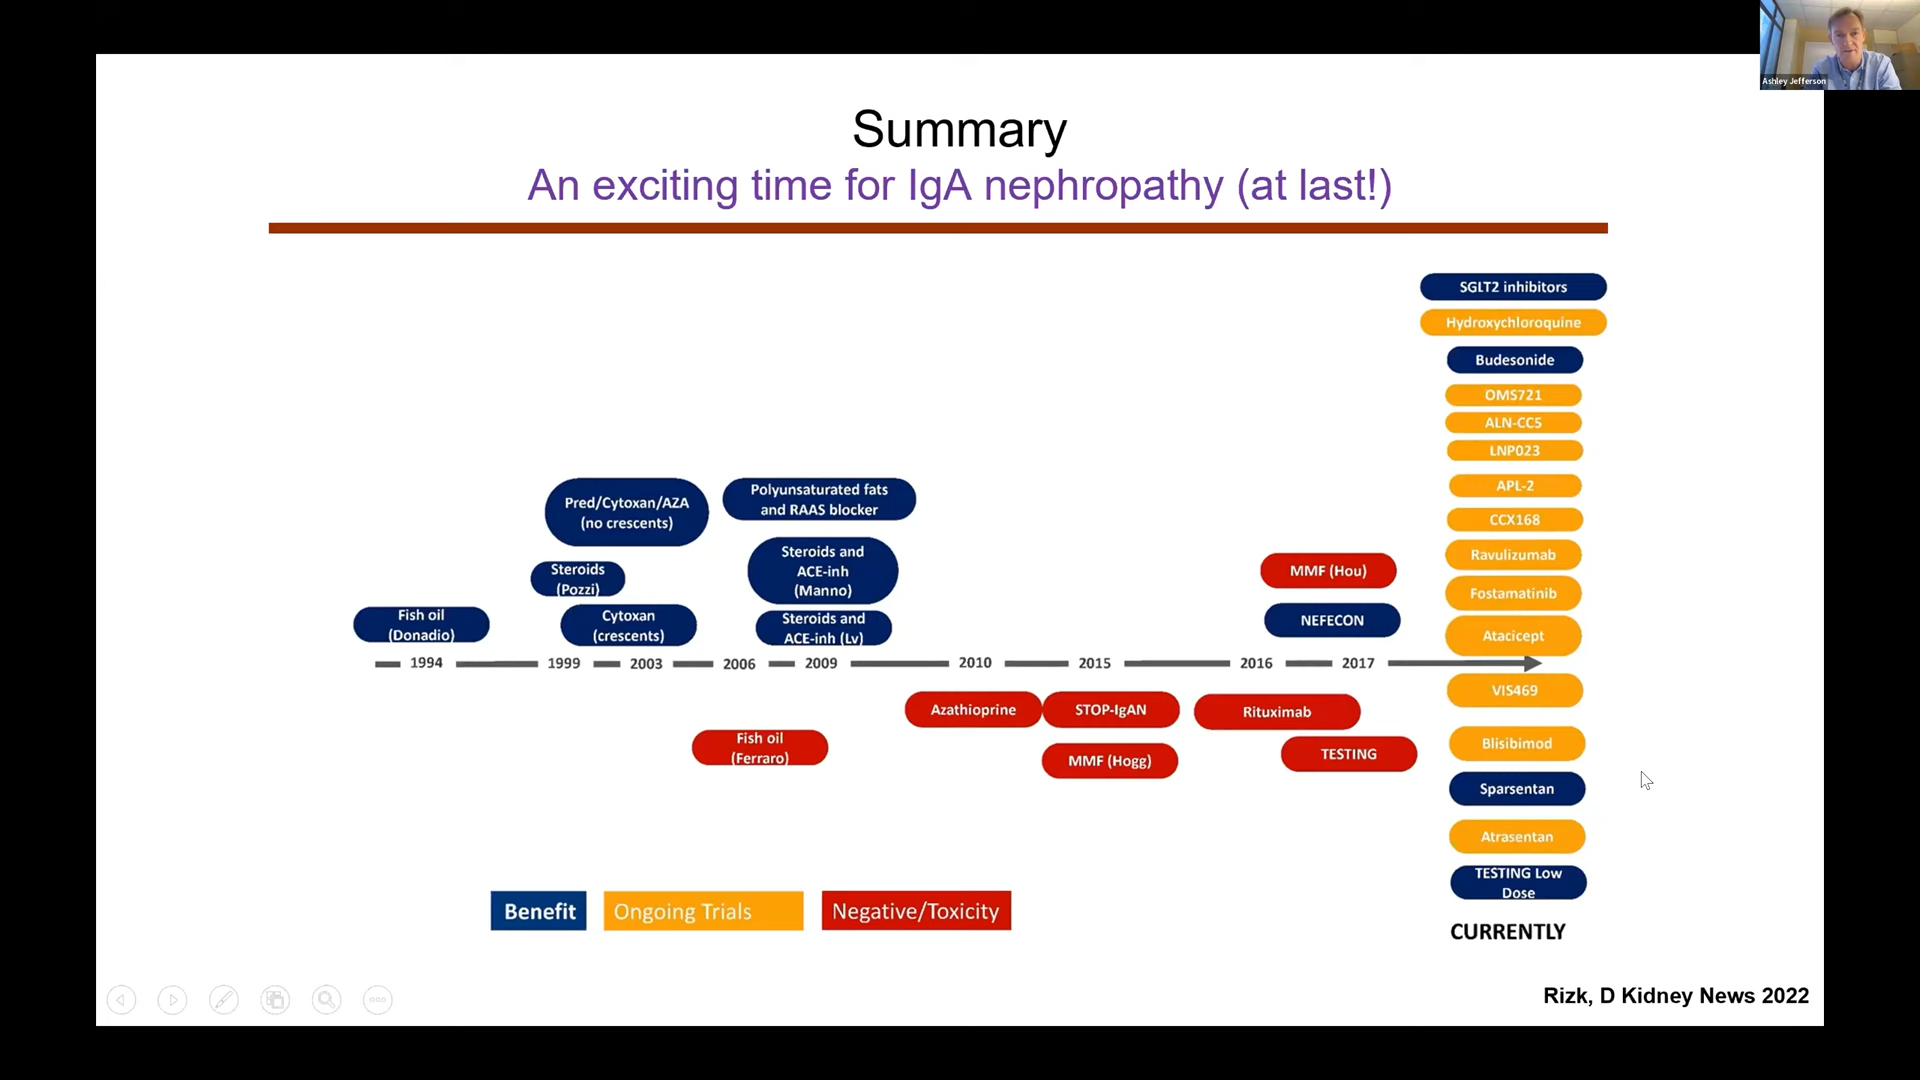 Ashley Jefferson
Summary
An exciting time for IgA nephropathy (at last!)
SGLT2 inhibitors
Hydroxychloroquine
Budesonide
OMS721
ALN-CC5
LNP023
APL-2
CCX168
Ravulizumab
Fostamatinib
Atacicept
Pred/Cytoxan/AZA
(no crescents)
Polyunsaturated fats
and RAAS blocker
Steroids
(Pozzi)
Steroids and
ACE-inh
(Manno)
MMF (Hou)
Fish oil
(Donadio)
Cytoxan
(crescents)
Steroids and
ACE-inh (Lv)
NEFECON
1994 1999 2003 2006 2009 2010 2015 2016 2017
Azathioprine
STOP-IgAN
Rituximab
Fish oil
(Ferraro)
MMF (Hogg)
TESTING
VIS469
Blisibimod
Sparsentan
Atrasentan
TESTING Low
Dose
CURRENTLY
Benefit
Ongoing Trials
Negative/Toxicity
Rizk, D Kidney News 2022